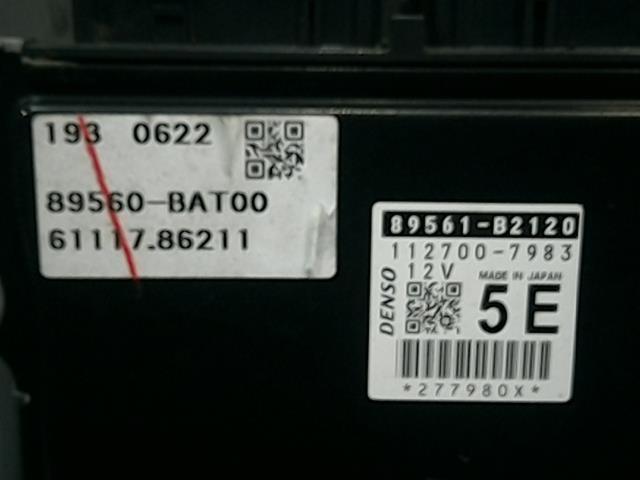 193 0622
89560-BAT00
61117.86211
89561-B2120
112700-7983
12V MADE IN JAPAN
DENSO
5E
*277980X*